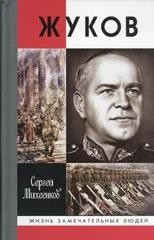 ЖУКОВ
Сергей
Михеенков
ЖИЗНЬ ЗАМЕЧАТЕЛЬНЫХ ЛЮДЕЙ